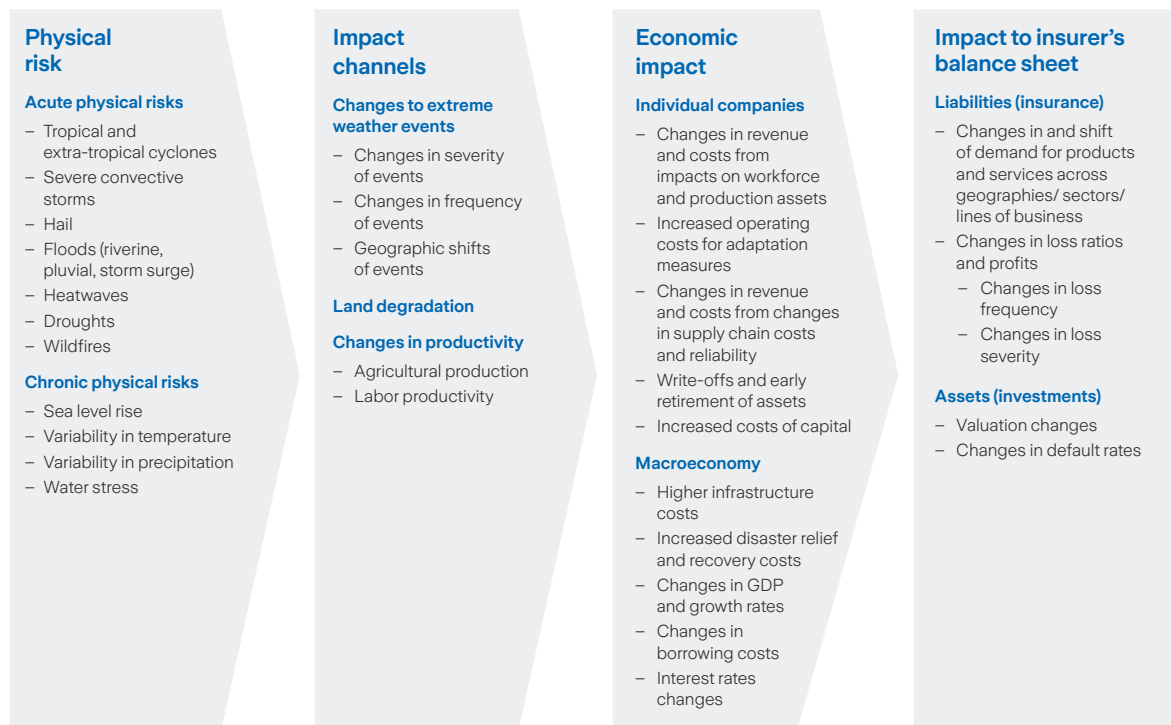 Physical
risk
Acute physical risks
– Tropical and
extra-tropical cyclones
– Severe convective
storms
– Hail
– Floods (riverine,
pluvial, storm surge)
– Heatwaves
– Droughts
– Wildfires
Chronic physical risks
– Sea level rise
– Variability in temperature
– Variability in precipitation
– Water stress
Impact
channels
Changes to extreme
weather events
– Changes in severity
of events
– Changes in frequency
of events
– Geographic shifts
of events
Land degradation
Changes in productivity
– Agricultural production
– Labor productivity
Economic
impact
Individual companies
– Changes in revenue
and costs from
impacts on workforce
and production assets
– Increased operating
costs for adaptation
measures
– Changes in revenue
and costs from changes
in supply chain costs
and reliability
– Write-offs and early
retirement of assets
– Increased costs of capital
Macroeconomy
– Higher infrastructure
costs
– Increased disaster relief
and recovery costs
– Changes in GDP
and growth rates
– Changes in
borrowing costs
– Interest rates
changes
Impact to insurer’s
balance sheet
Liabilities (insurance)
– Changes in and shift
of demand for products
and services across
geographies/ sectors/
lines of business
– Changes in loss ratios
and profits
– Changes in loss
frequency
– Changes in loss
severity
Assets (investments)
– Valuation changes
– Changes in default rates